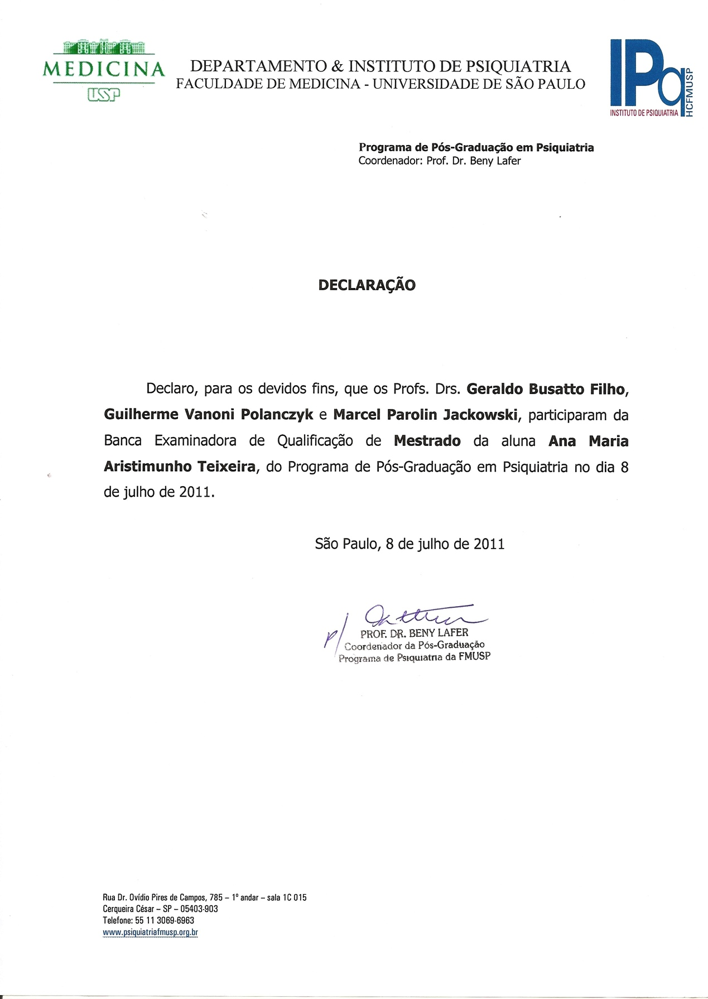 MEDICINA
USP
DEPARTAMENTO & INSTITUTO DE PSIQUIATRIA
FACULDADE DE MEDICINA - UNIVERSIDADE DE SÃO PAULO
IPq
HCFMUSP
INSTITUTO DE PSIQUIATRIA
Programa de Pós-Graduação em Psiquiatria
Coordenador: Prof. Dr. Beny Lafer
DECLARAÇÃO
Declaro, para os devidos fins, que os Profs. Drs. Geraldo Busatto Filho,
Guilherme Vanoni Polanczyk e Marcel Parolin Jackowski, participaram da
Banca Examinadora de Qualificação de Mestrado da aluna Ana Maria
Aristimunho Teixeira, do Programa de Pós-Graduação em Psiquiatria no dia 8
de julho de 2011.
São Paulo, 8 de julho de 2011
p/
PROF. DR. BENY LAFER
Coordenador da Pós-Graduação
Programa de Psiquiatria da FMUSP
Rua Dr. Ovídio Pires de Campos, 785 – 1º andar – sala 1C 015
Cerqueira César – SP – 05403-903
Telefone: 55 11 3069-6963
www.psiquiatriafmusp.org.br